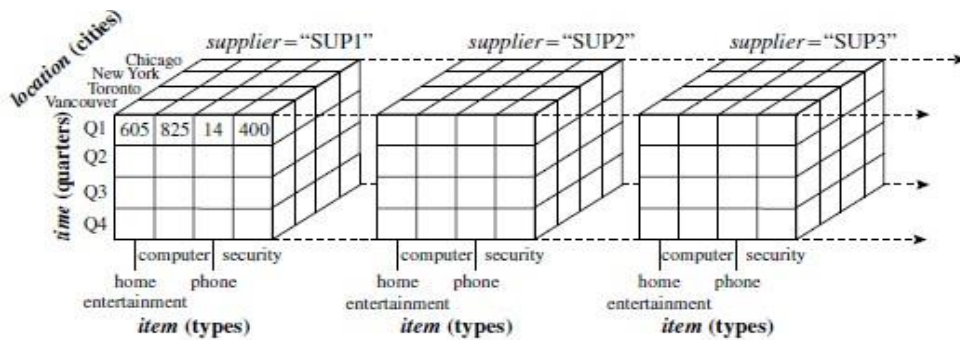 supplier="SUP1" supplier="SUP2" supplier="SUP3"
location (cities)
Chicago
New York
Toronto
Vancouver
time (quarters)
Q1 605 825 14 400
Q2
Q3
Q4
computer security computer security computer security
home phone home phone home phone
entertainment entertainment entertainment
item (types) item (types) item (types)